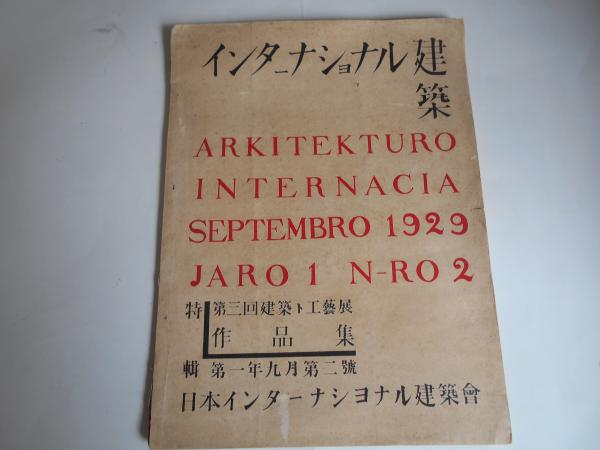 インターナショナル建
築
ARKITEKTURO
INTERNACIA
SEPTEMBRO 1929
JARO 1 N-RO 2
特輯
第三回建築ト工藝展
作品集
第一年九月第二號
日本インターナショナル建築會